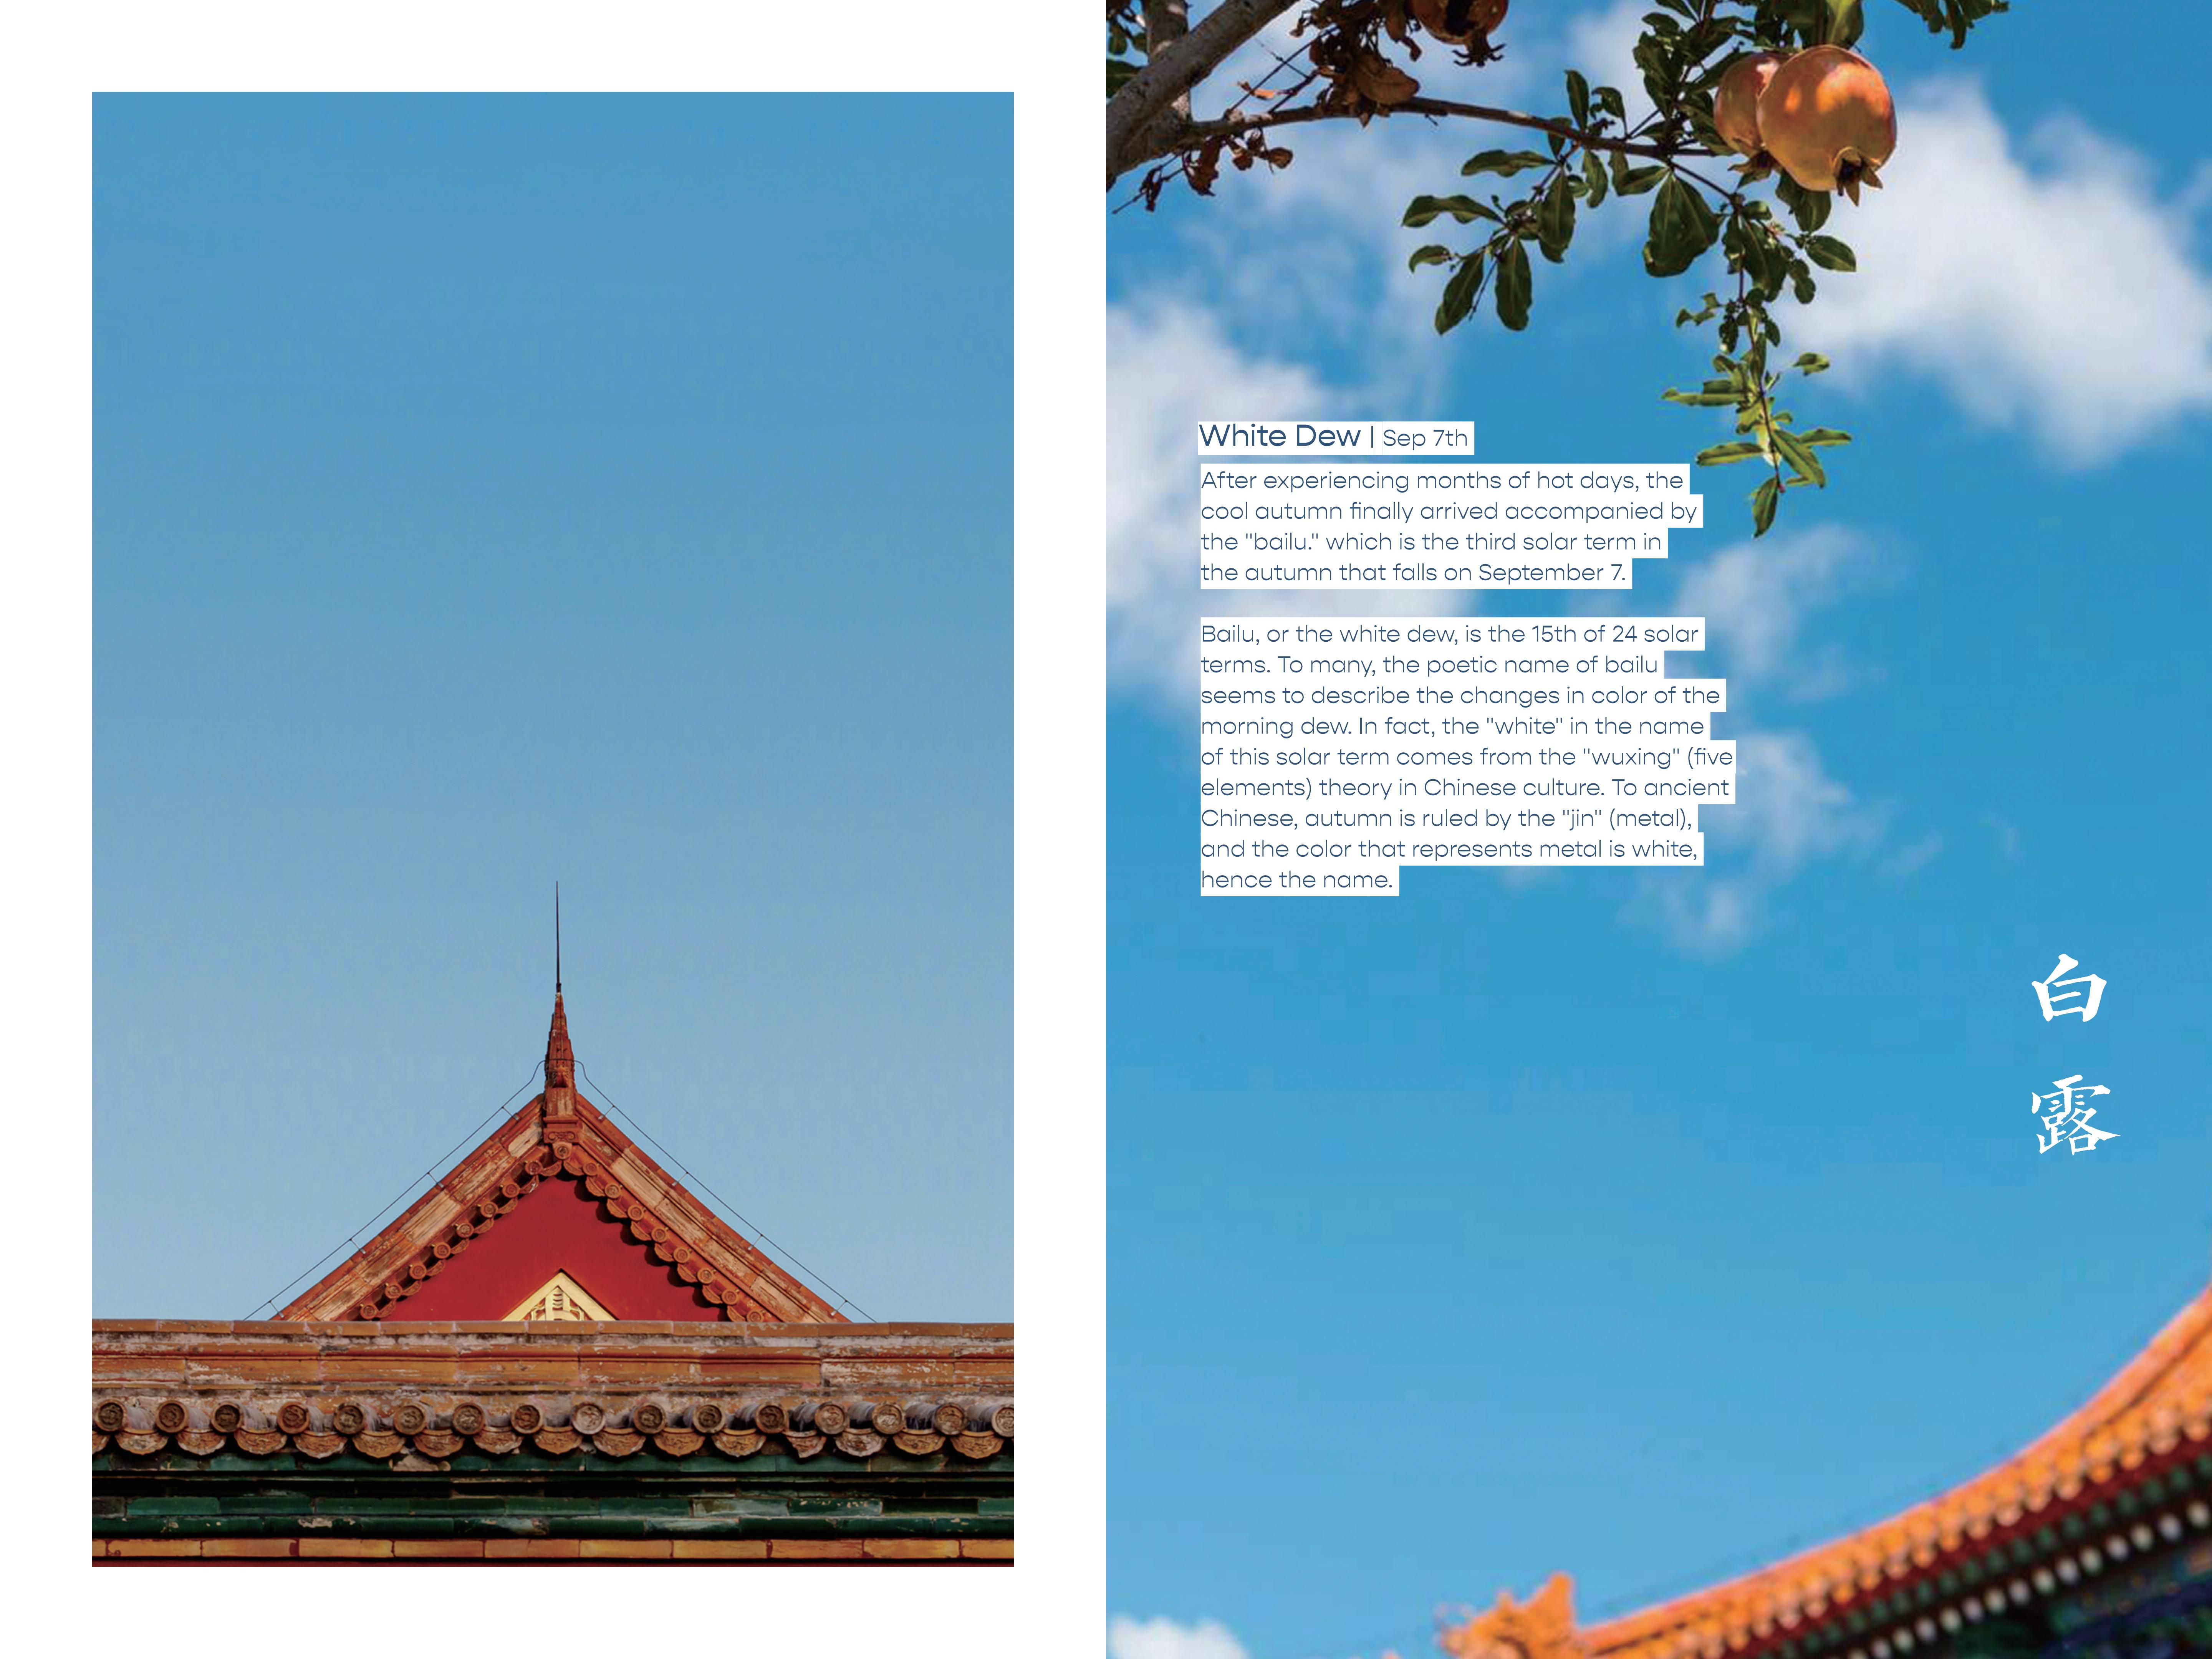 White Dew | Sep 7th
After experiencing months of hot days, the
cool autumn finally arrived accompanied by
the "bailu." which is the third solar term in
the autumn that falls on September 7.
Bailu, or the white dew, is the 15th of 24 solar
terms. To many, the poetic name of bailu
seems to describe the changes in color of the
morning dew. In fact, the "white" in the name
of this solar term comes from the "wuxing" (five
elements) theory in Chinese culture. To ancient
Chinese, autumn is ruled by the "jin" (metal),
and the color that represents metal is white,
hence the name.
白露